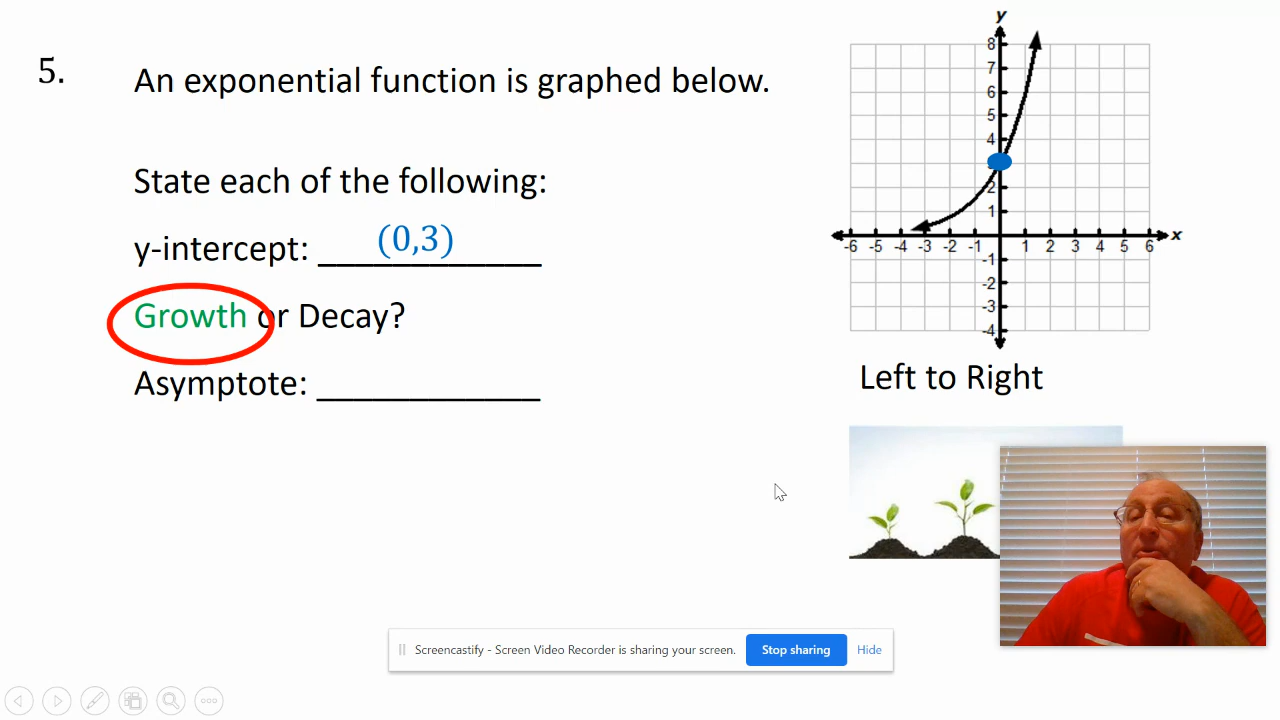 5.
An exponential function is graphed below.
State each of the following:
y-intercept: ____________
(0,3)
Growth or Decay?
Asymptote: ____________
y
8
7
6
5
4
2
1
-6 -5 -4 -3 -2 -1 1 2 3 4 5 6 x
-1
-2
-3
-4
Left to Right
Screencastify - Screen Video Recorder is sharing your screen. Stop sharing Hide